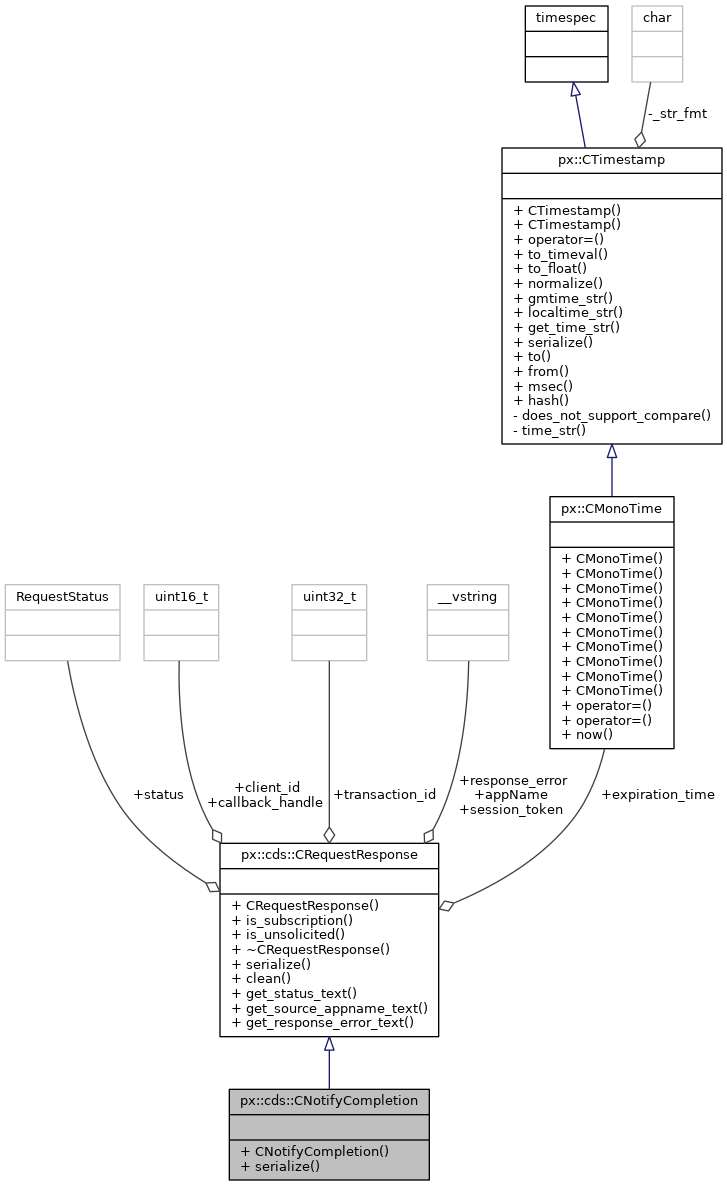 timespec
char
-_str_fmt
px::CTimestamp
+ CTimestamp()
+ CTimestamp()
+ operator=()
+ to_timeval()
+ to_float()
+ normalize()
+ gmtime_str()
+ localtime_str()
+ get_time_str()
+ serialize()
+ to()
+ from()
+ msec()
+ hash()
- does_not_support_compare()
- time_str()
px::CMonoTime
+ CMonoTime()
+ CMonoTime()
+ CMonoTime()
+ CMonoTime()
+ CMonoTime()
+ CMonoTime()
+ CMonoTime()
+ CMonoTime()
+ CMonoTime()
+ CMonoTime()
+ operator=()
+ operator=()
+ now()
RequestStatus
uint16_t
uint32_t
__vstring
+status
+client_id
+callback_handle
+transaction_id
+response_error
+appName
+session_token
+expiration_time
px::cds::CRequestResponse
+ CRequestResponse()
+ is_subscription()
+ is_unsolicited()
+ ~CRequestResponse()
+ serialize()
+ clean()
+ get_status_text()
+ get_source_appname_text()
+ get_response_error_text()
px::cds::CNotifyCompletion
+ CNotifyCompletion()
+ serialize()